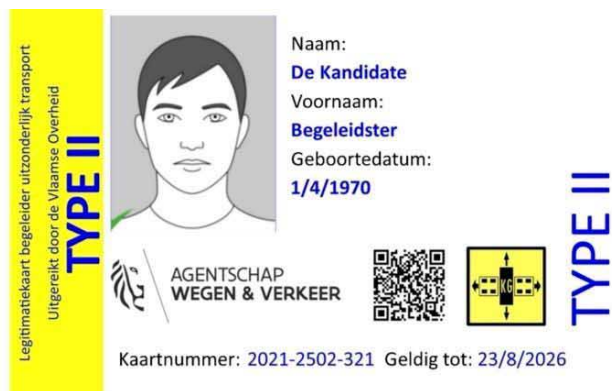 Legitimatiekaart begeleider uitzonderlijk transport
Uitgereikt door de Vlaamse Overheid
TYPE II
Naam:
De Kandidate
Voornaam:
Begeleidster
Geboortedatum:
1/4/1970
AGENTSCHAP
WEGEN & VERKEER
KG
Kaartnummer: 2021-2502-321 Geldig tot: 23/8/2026
TYPE II